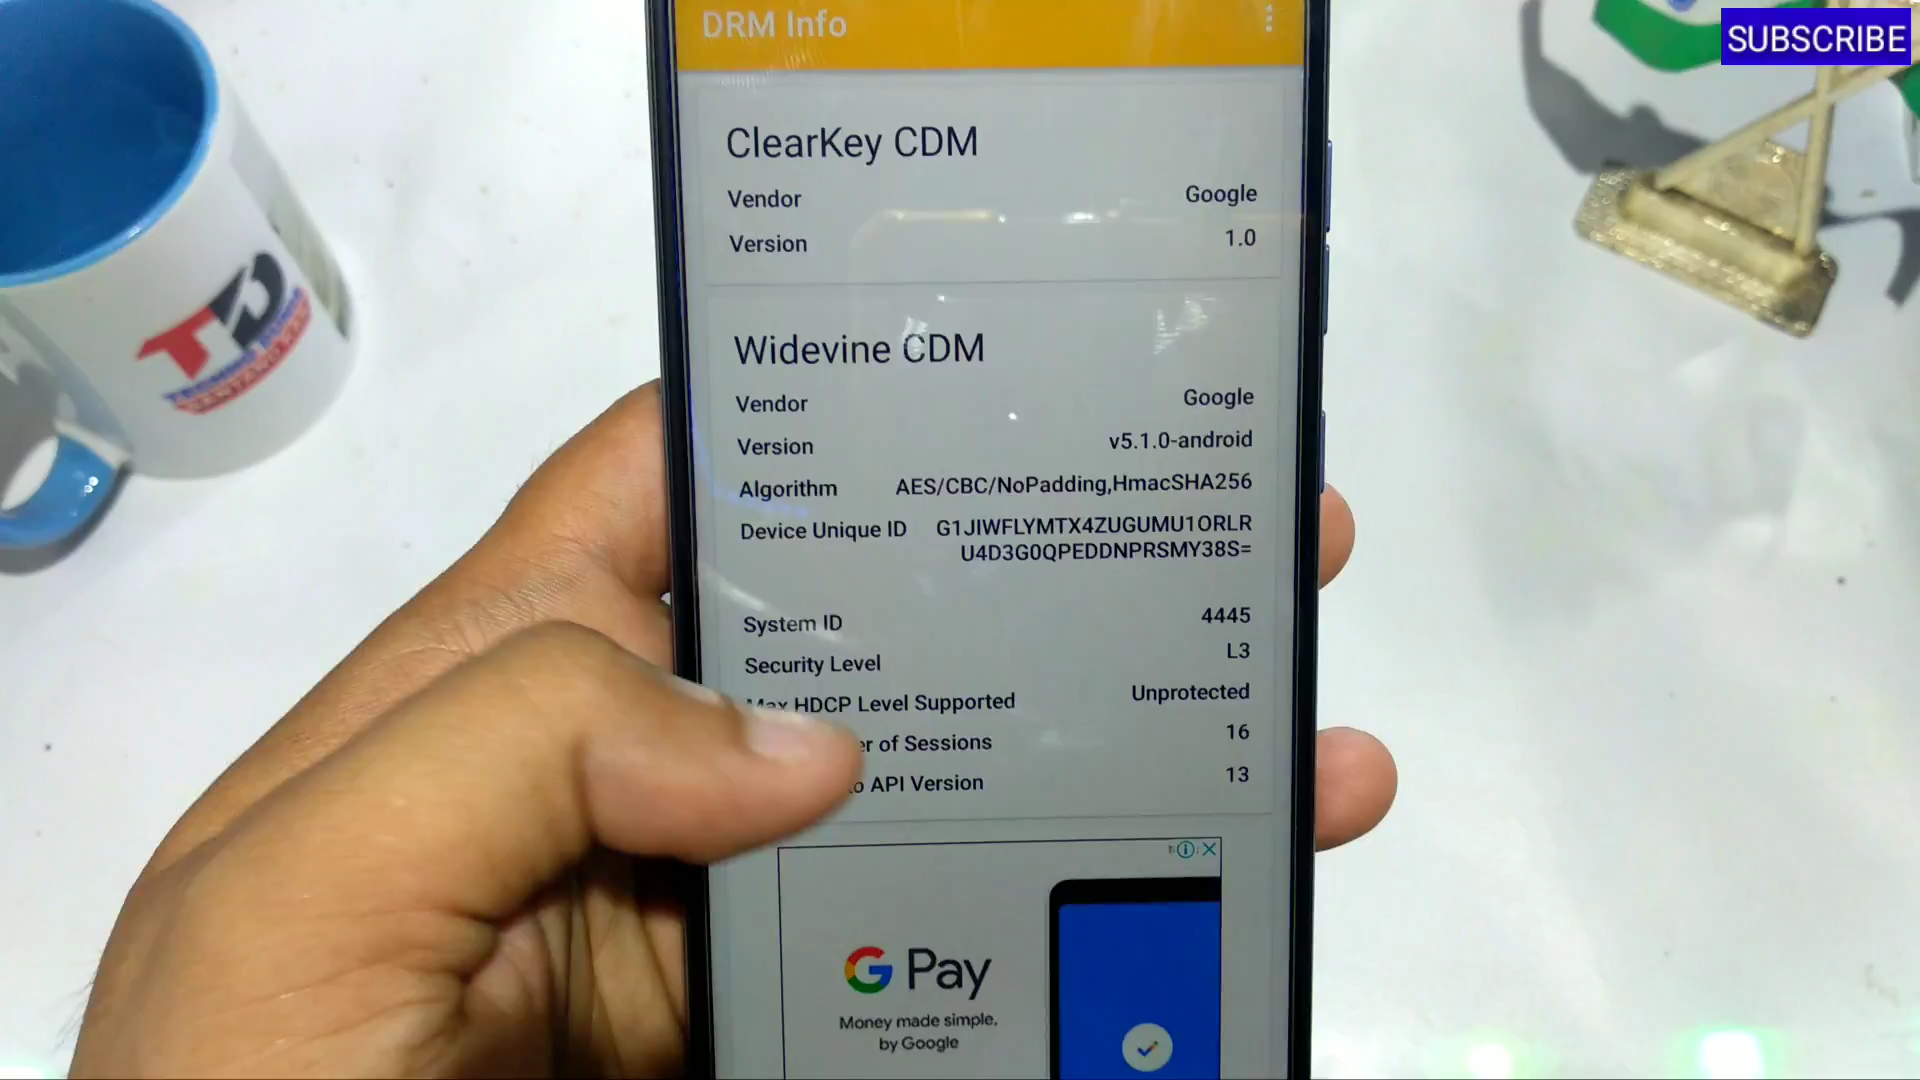 SUBSCRIBE
DRM Info
ClearKey CDM
Vendor Google
Version 1.0
Widevine CDM
Vendor Google
Version v5.1.0-android
Algorithm AES/CBC/NoPadding,HmacSHA256
Device Unique ID G1JIWFLYMTX4ZUGUMU1ORLR
U4D3G0QPEDDNPRSMY38S=
System ID 4445
Security Level L3
Max HDCP Level Supported Unprotected
of Sessions 16
API Version 13
G Pay
Money made simple,
by Google
TD